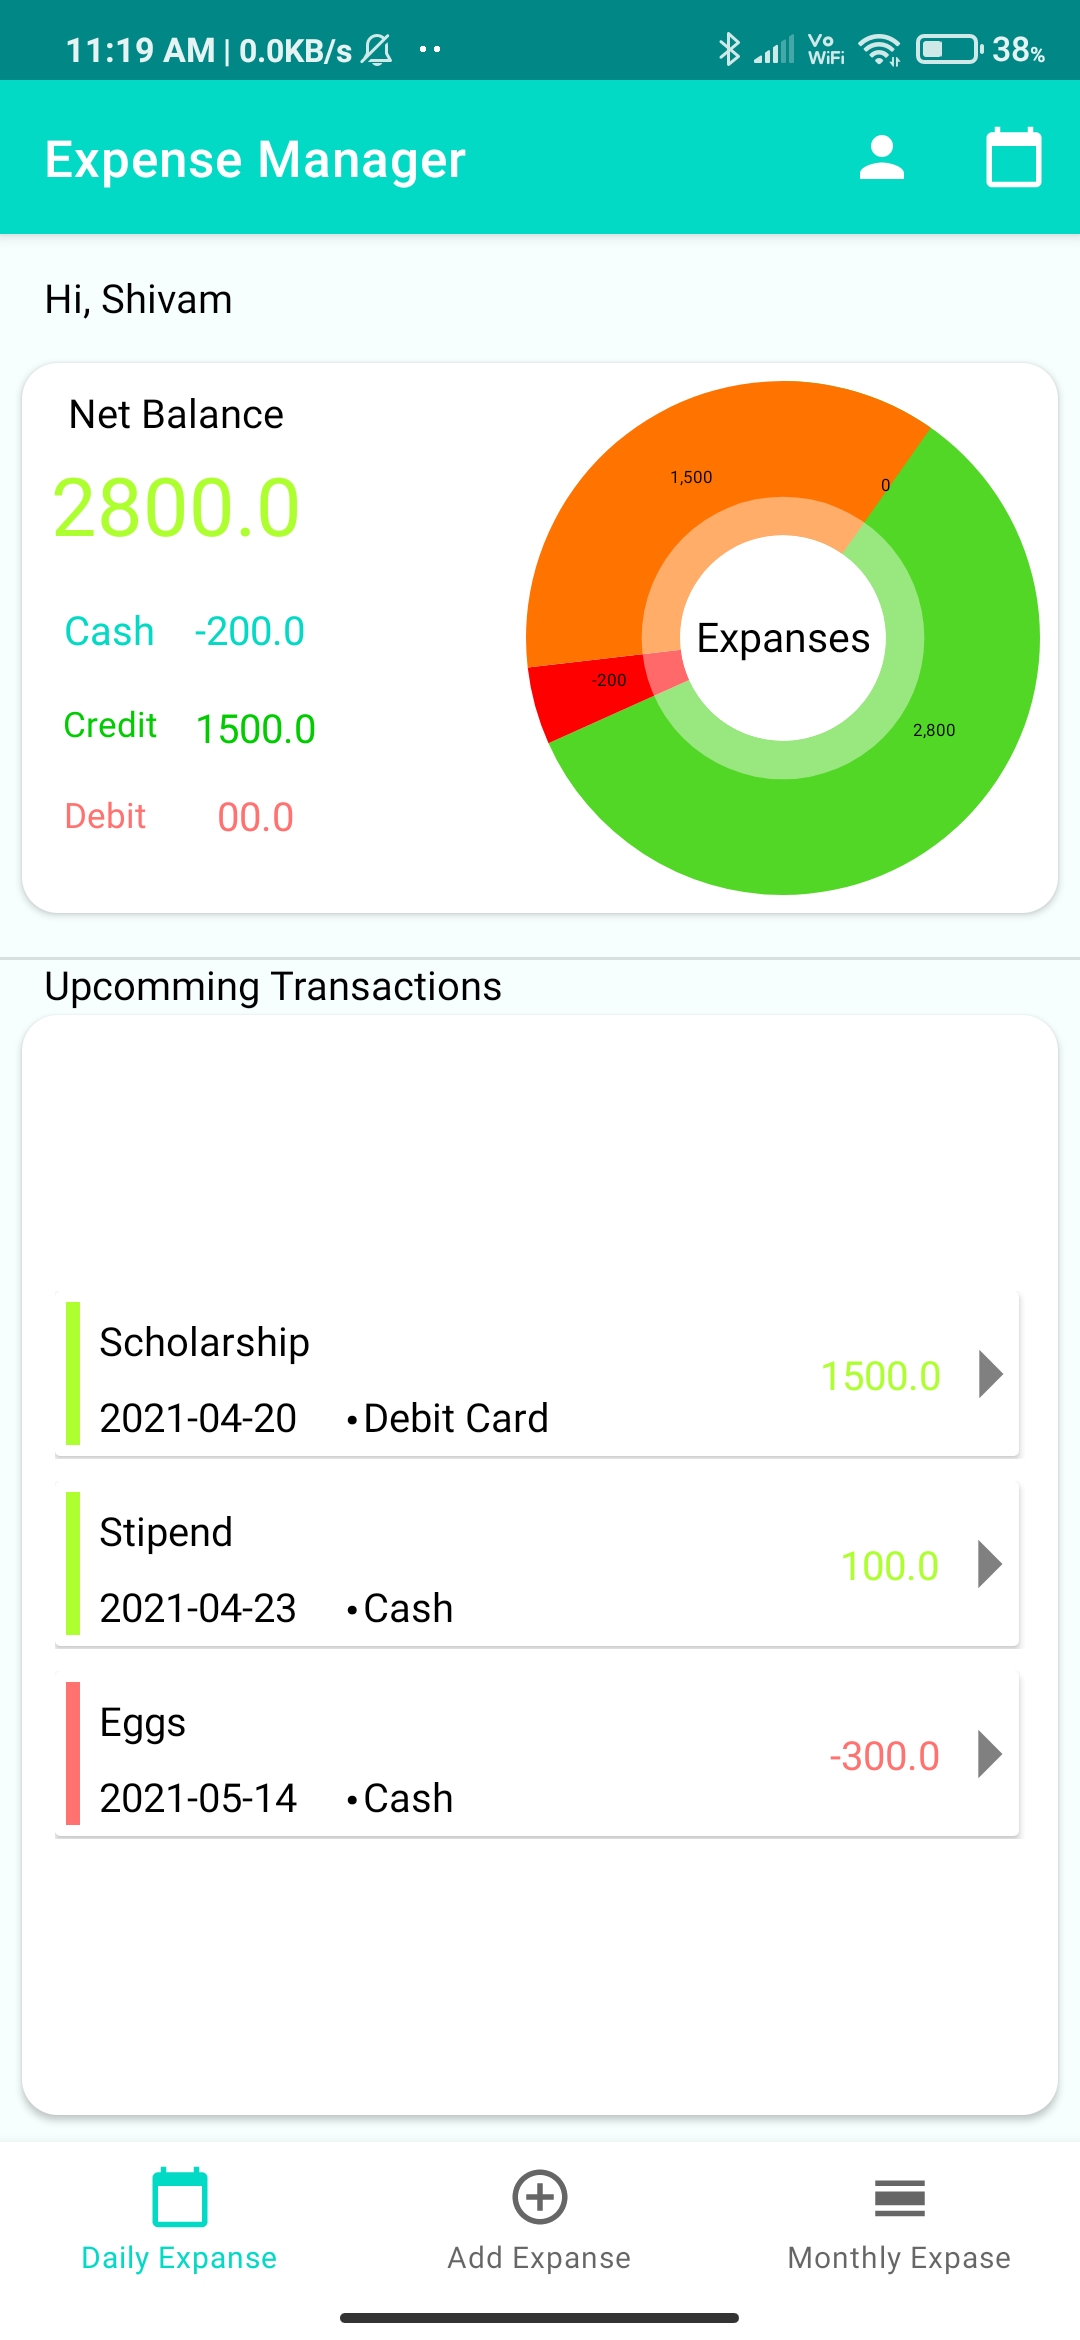 11:19 AM | 0.0KB/s Vo WiFi 38%
Expense Manager
Hi, Shivam
Net Balance
2800.0
Cash -200.0
Credit 1500.0
Debit 00.0
1,500
0
Expanses
-200
2,800
Upcomming Transactions
Scholarship
1500.0
2021-04-20 •Debit Card
Stipend
100.0
2021-04-23 •Cash
Eggs
-300.0
2021-05-14 •Cash
Daily Expanse Add Expanse Monthly Expase